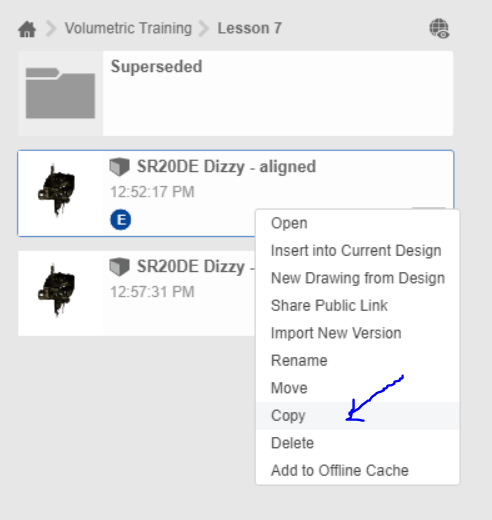 Volumetric Training Lesson 7
Superseded
SR20DE Dizzy - aligned
12:52:17 PM
E
SR20DE Dizzy -
12:57:31 PM
Open
Insert into Current Design
New Drawing from Design
Share Public Link
Import New Version
Rename
Move
Copy
Delete
Add to Offline Cache